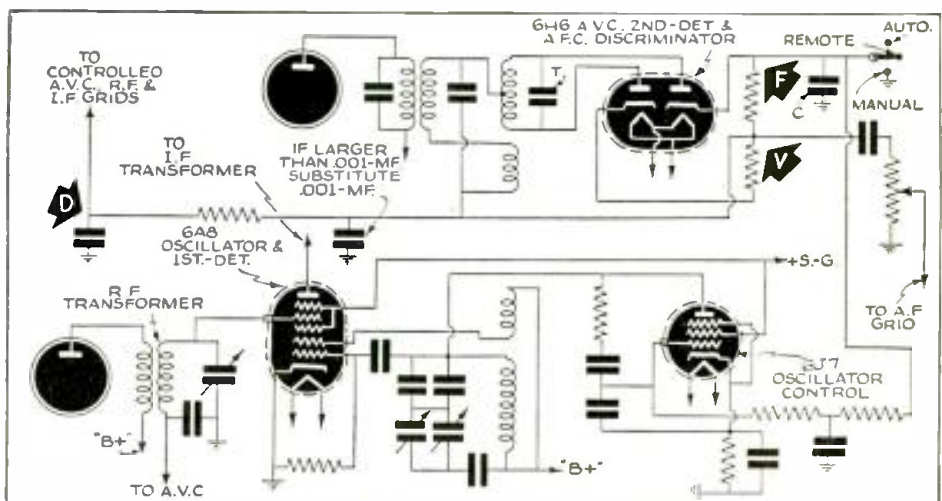 TO
CONTROLLED
A.V.C., R.F. &
I.F. GRIDS
6H6 A.V.C., 2ND-DET. &
A.F.C. DISCRIMINATOR
AUTO.
REMOTE
MANUAL
T,
F
C
V
TO
I.F.
TRANSFORMER
IF LARGER
THAN .001-MF.
SUBSTITUTE
.001-MF.
D
6A8
OSCILLATOR &
1ST.-DET.
+S.-G.
R.F.
TRANSFORMER
TO A.F.
GRID
6J7
OSCILLATOR
CONTROL
"B+"
TO A.V.C.
"B+"